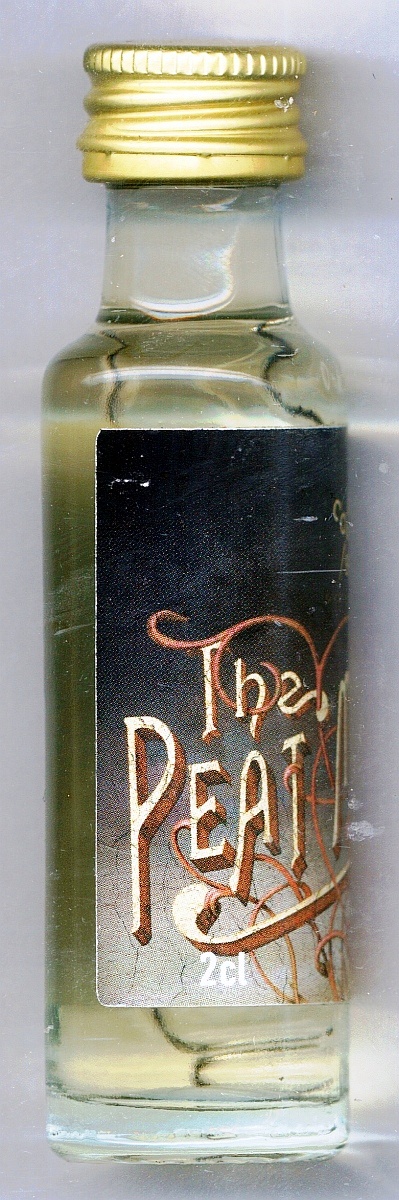 The
PEAT
2cl